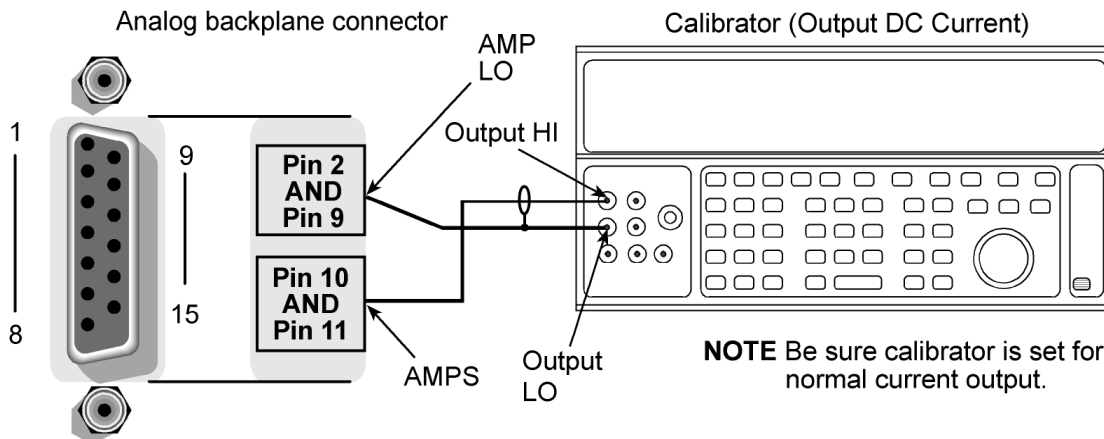 Analog backplane connector
Calibrator (Output DC Current)
AMP
LO
Output HI
1
9
8
15
Pin 2
AND
Pin 9
Pin 10
AND
Pin 11
AMPS
Output
LO
NOTE Be sure calibrator is set for
normal current output.